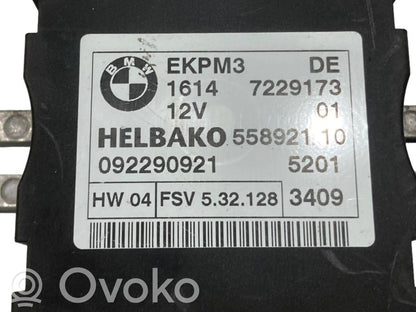 BMW
EKPM3 DE
1614 7229173
12V 01
HELBAKO 558921 10
092290921 5201
HW 04 FSV 5.32.128 3409
Ovoko